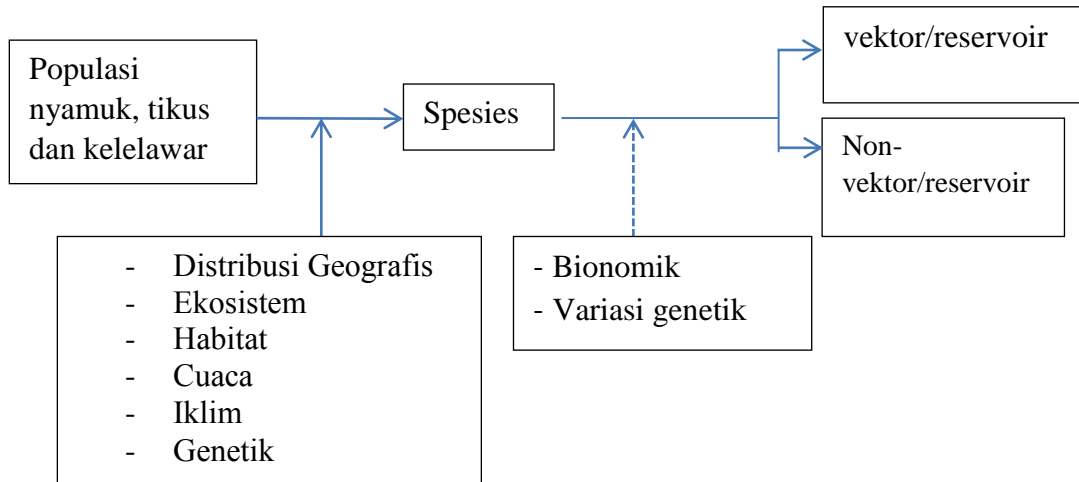 Populasi
nyamuk, tikus
dan kelelawar
Spesies
vektor/reservoir
Non-
vektor/reservoir
- Distribusi Geografis
- Ekosistem
- Habitat
- Cuaca
- Iklim
- Genetik
- Bionomik
- Variasi genetik